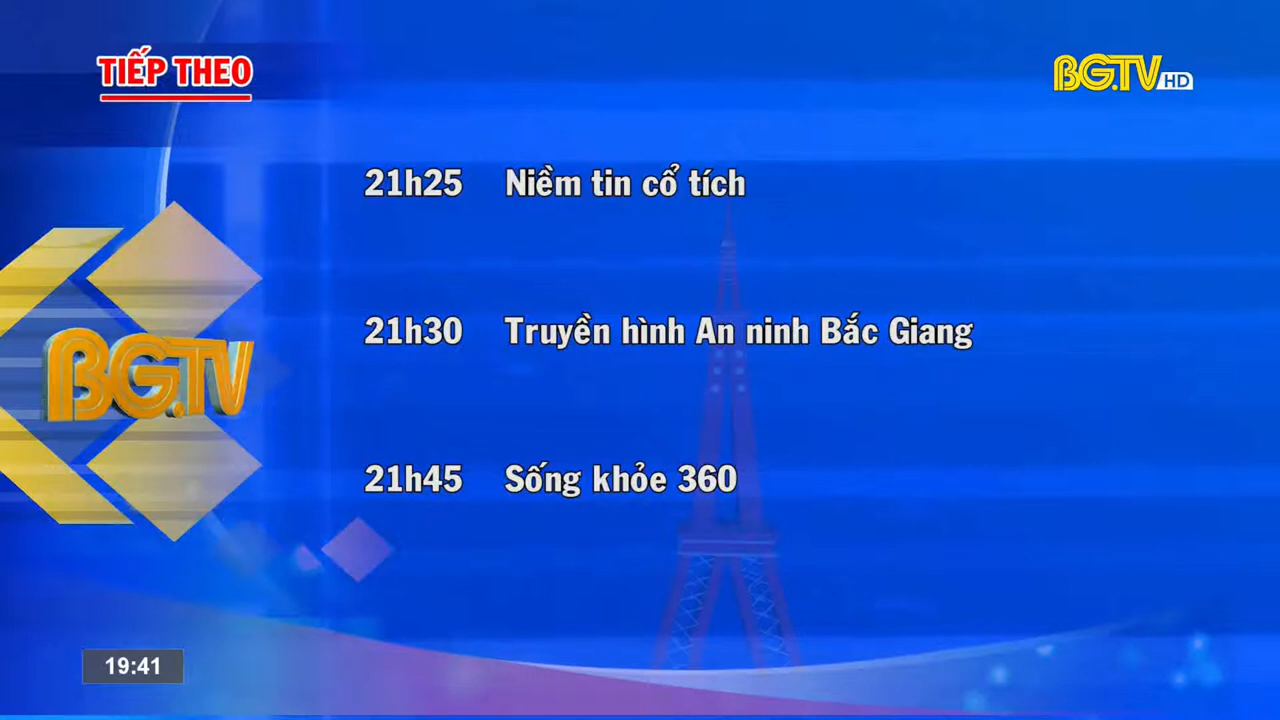 TIẾP THEO
BG.TV HD
21h25 Niềm tin cổ tích
21h30 Truyền hình An ninh Bắc Giang
BG.TV
21h45 Sống khỏe 360
19:41